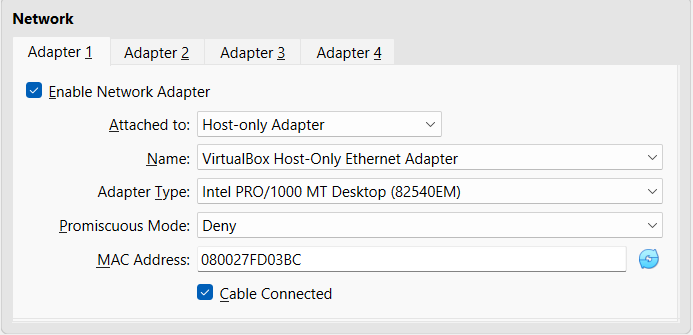 Network
Adapter 1 Adapter 2 Adapter 3 Adapter 4
Enable Network Adapter
Attached to: Host-only Adapter
Name: VirtualBox Host-Only Ethernet Adapter
Adapter Type: Intel PRO/1000 MT Desktop (82540EM)
Promiscuous Mode: Deny
MAC Address: 080027FD03BC
Cable Connected